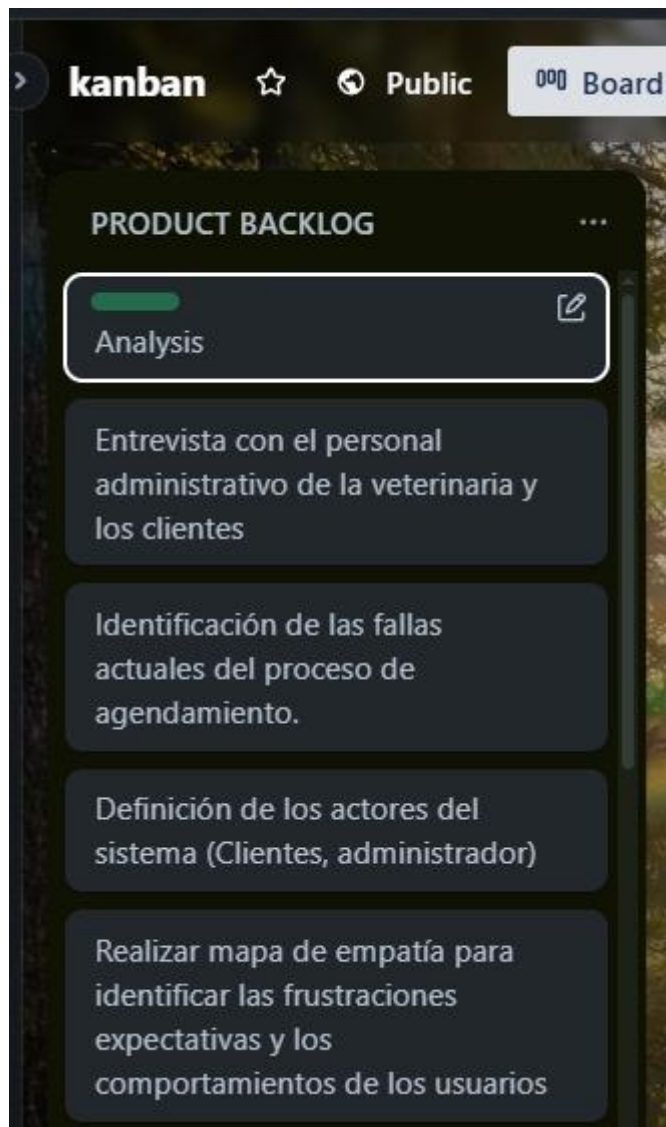 kanban Public Board
PRODUCT BACKLOG
Analysis
Entrevista con el personal
administrativo de la veterinaria y
los clientes
Identificación de las fallas
actuales del proceso de
agendamiento.
Definición de los actores del
sistema (Clientes, administrador)
Realizar mapa de empatía para
identificar las frustraciones
expectativas y los
comportamientos de los usuarios